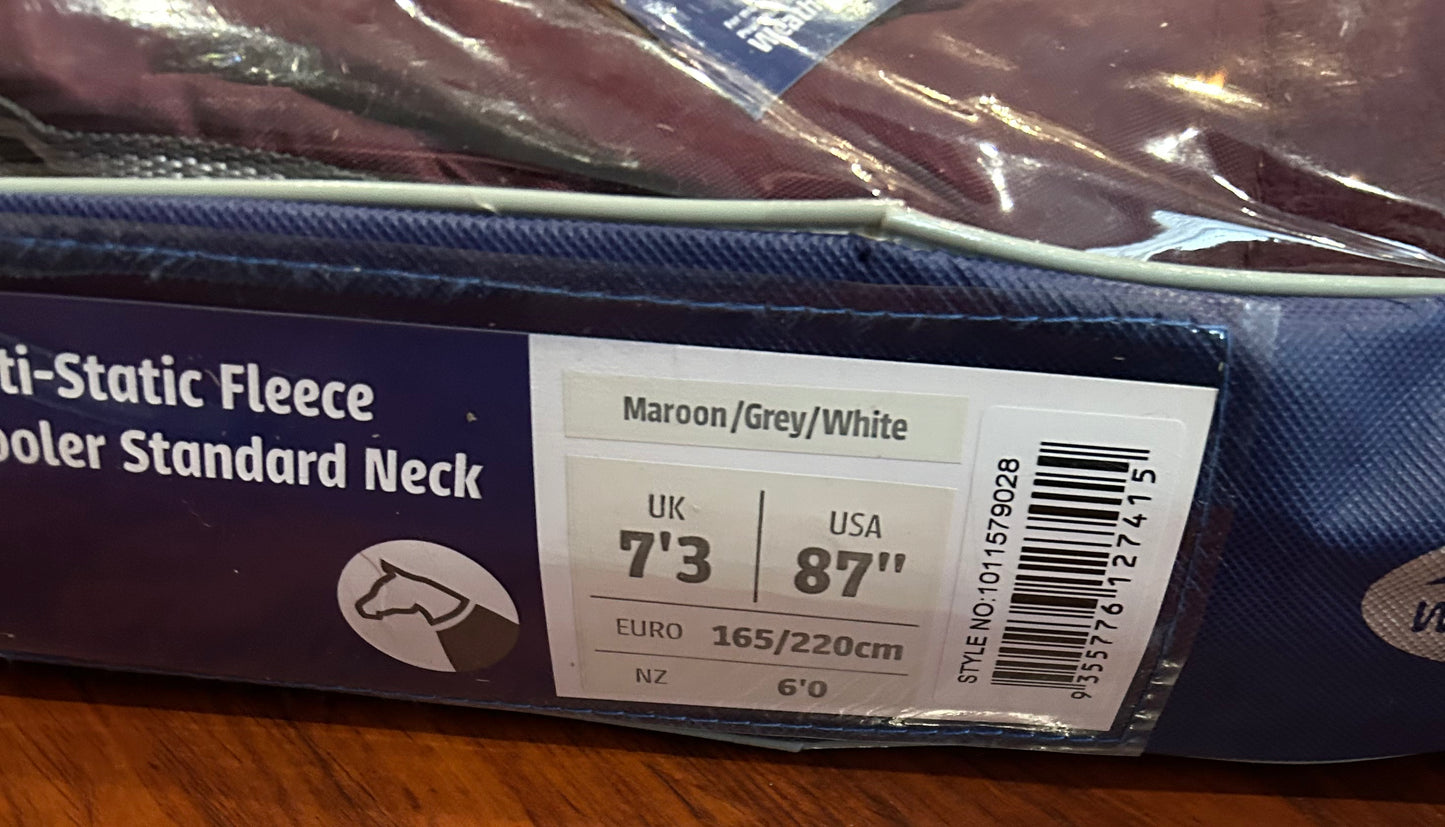 ti-Static Fleece
ooler Standard Neck
Maroon/Grey/White
UK
7'3
USA
87"
EURO 165/220cm
NZ 6'0
STYLE NO:1011579028
9355776127415